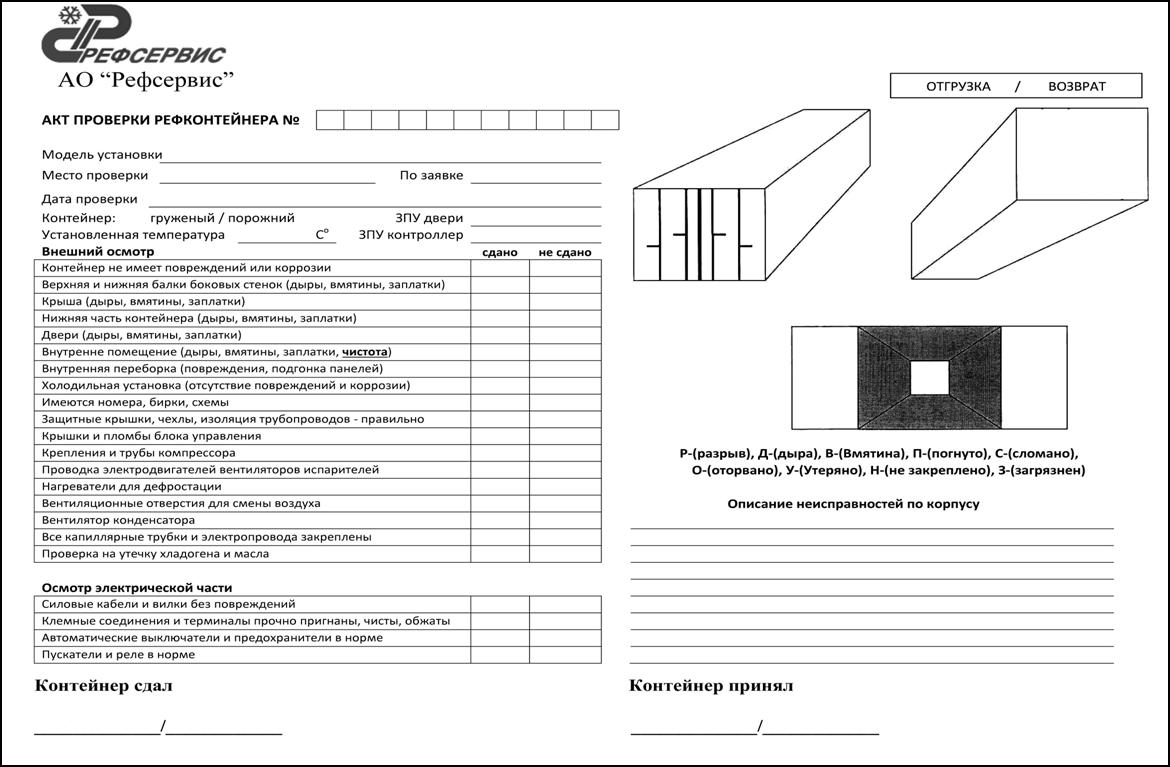 РЕФСЕРВИС
АО “Рефсервис”
ОТГРУЗКА / ВОЗВРАТ
АКТ ПРОВЕРКИ РЕФКОНТЕЙНЕРА №
Модель установки
Место проверки По заявке
Дата проверки
Контейнер: груженый / порожний ЗПУ двери
Установленная температура С° ЗПУ контроллер
Внешний осмотр сдано не сдано
Контейнер не имеет повреждений или коррозии
Верхняя и нижняя балки боковых стенок (дыры, вмятины, заплатки)
Крыша (дыры, вмятины, заплатки)
Нижняя часть контейнера (дыры, вмятины, заплатки)
Двери (дыры, вмятины, заплатки)
Внутренне помещение (дыры, вмятины, заплатки, чистота)
Внутренняя переборка (повреждения, подгонка панелей)
Холодильная установка (отсутствие повреждений и коррозии)
Имеются номера, бирки, схемы
Защитные крышки, чехлы, изоляция трубопроводов - правильно
Крышки и пломбы блока управления
Крепления и трубы компрессора
Проводка электродвигателей вентиляторов испарителей
Нагреватели для дефростации
Вентиляционные отверстия для смены воздуха
Вентилятор конденсатора
Все капиллярные трубки и электропровода закреплены
Проверка на утечку хладогена и масла
Осмотр электрической части
Силовые кабели и вилки без повреждений
Клемные соединения и терминалы прочно пригнаны, чисты, обжаты
Автоматические выключатели и предохранители в норме
Пускатели и реле в норме
Р-(разрыв), Д-(дыра), В-(Вмятина), П-(погнуто), С-(сломано),
О-(оторвано), У-(Утеряно), Н-(не закреплено), З-(загрязнен)
Описание неисправностей по корпусу
Контейнер сдал
Контейнер принял
_______________/______________
_______________/______________